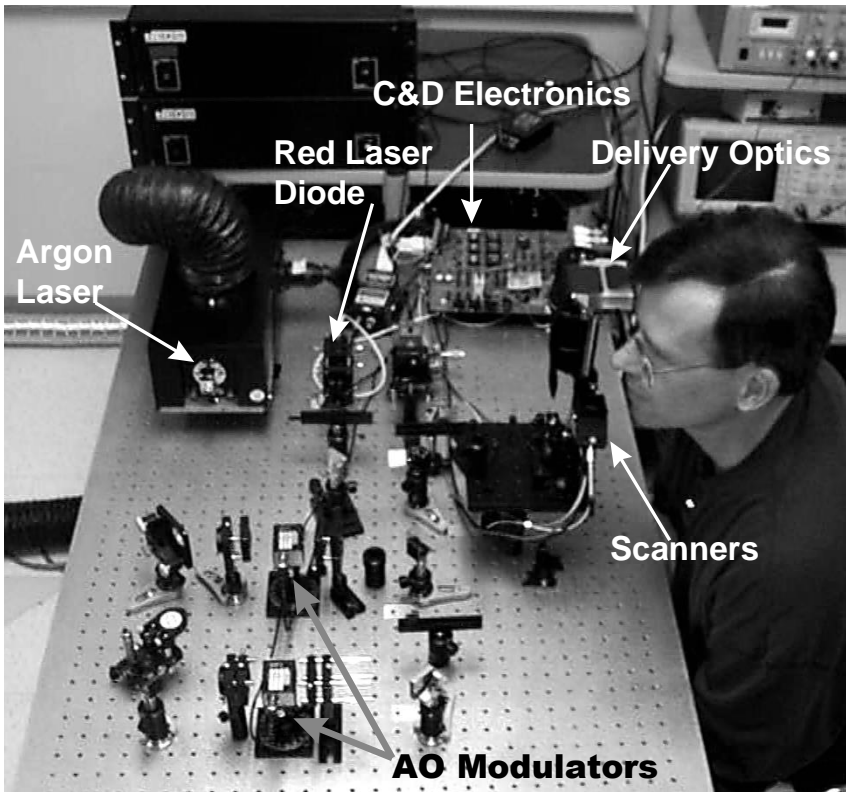 C&D Electronics
Red Laser
Diode
Delivery Optics
Argon
Laser
Scanners
AO Modulators